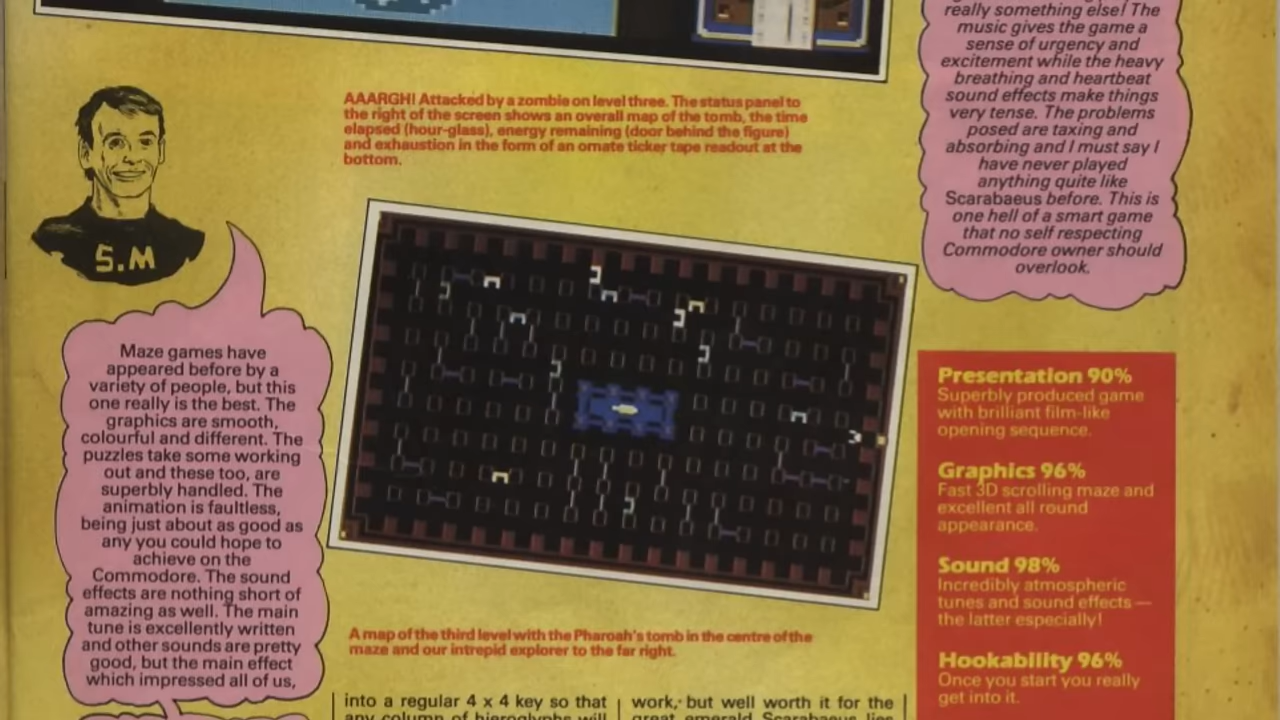 really something else! The
music gives the game a
sense of urgency and
excitement while the heavy
breathing and heartbeat
sound effects make things
very tense. The problems
posed are taxing and
absorbing and I must say I
have never played
anything quite like
Scarabaeus before. This is
one hell of a smart game
that no self respecting
Commodore owner should
overlook.
AAARGH! Attacked by a zombie on level three. The status panel to
the right of the screen shows an overall map of the tomb, the time
elapsed (hour-glass), energy remaining (door behind the figure)
and exhaustion in the form of an ornate ticker tape readout at the
bottom.
S.M
Maze games have
appeared before by a
variety of people, but this
one really is the best. The
graphics are smooth,
colourful and different. The
puzzles take some working
out and these too, are
superbly handled. The
animation is faultless,
being just about as good as
any you could hope to
achieve on the
Commodore. The sound
effects are nothing short of
amazing as well. The main
tune is excellently written
and other sounds are pretty
good, but the main effect
which impressed all of us,
A map of the third level with the Pharoah's tomb in the centre of the
maze and our intrepid explorer to the far right.
into a regular 4 x 4 key so that
any column of hieroglyphs will
work, but well worth it for the
great emerald Scarabaeus lies
Presentation 90%
Superbly produced game
with brilliant film-like
opening sequence.
Graphics 96%
Fast 3D scrolling maze and
excellent all round
appearance.
Sound 98%
Incredibly atmospheric
tunes and sound effects —
the latter especially!
Hookability 96%
Once you start you really
get into it.